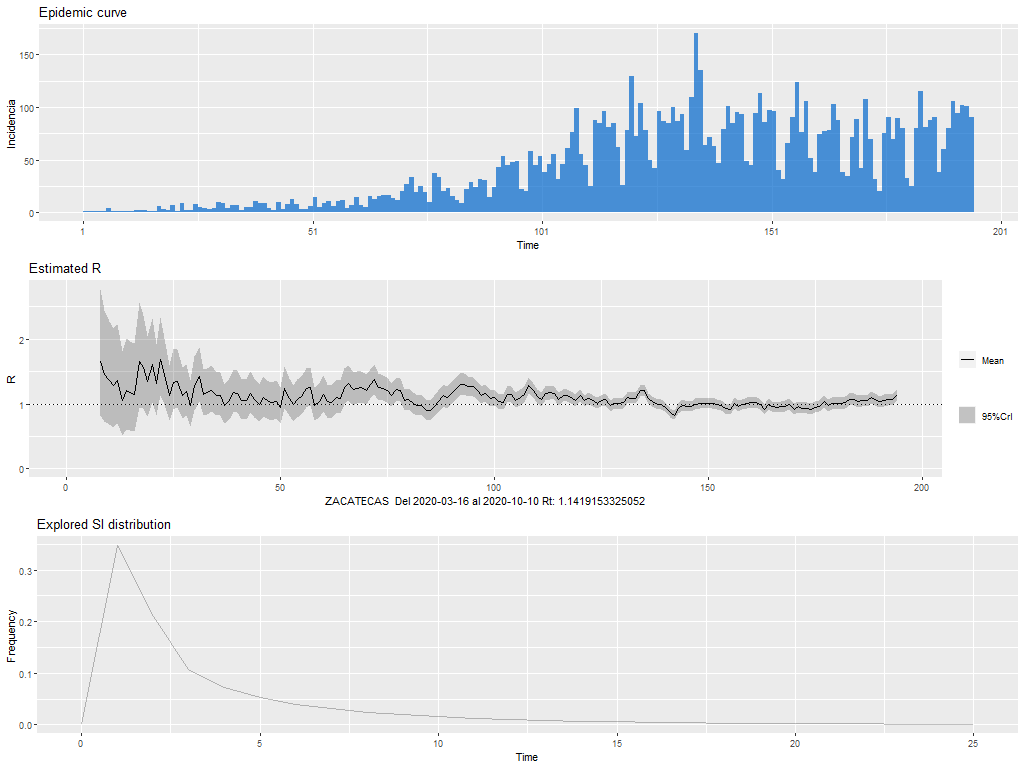 Epidemic curve
Incidencia
150
100
50
0
1 51 101 151 201
Time
Estimated R
R
2
1
0
0 50 100 150 200
Mean
95%CrI
ZACATECAS Del 2020-03-16 al 2020-10-10 Rt: 1.1419153325052
Explored SI distribution
Frequency
0.3
0.2
0.1
0.0
0 5 10 15 20 25
Time